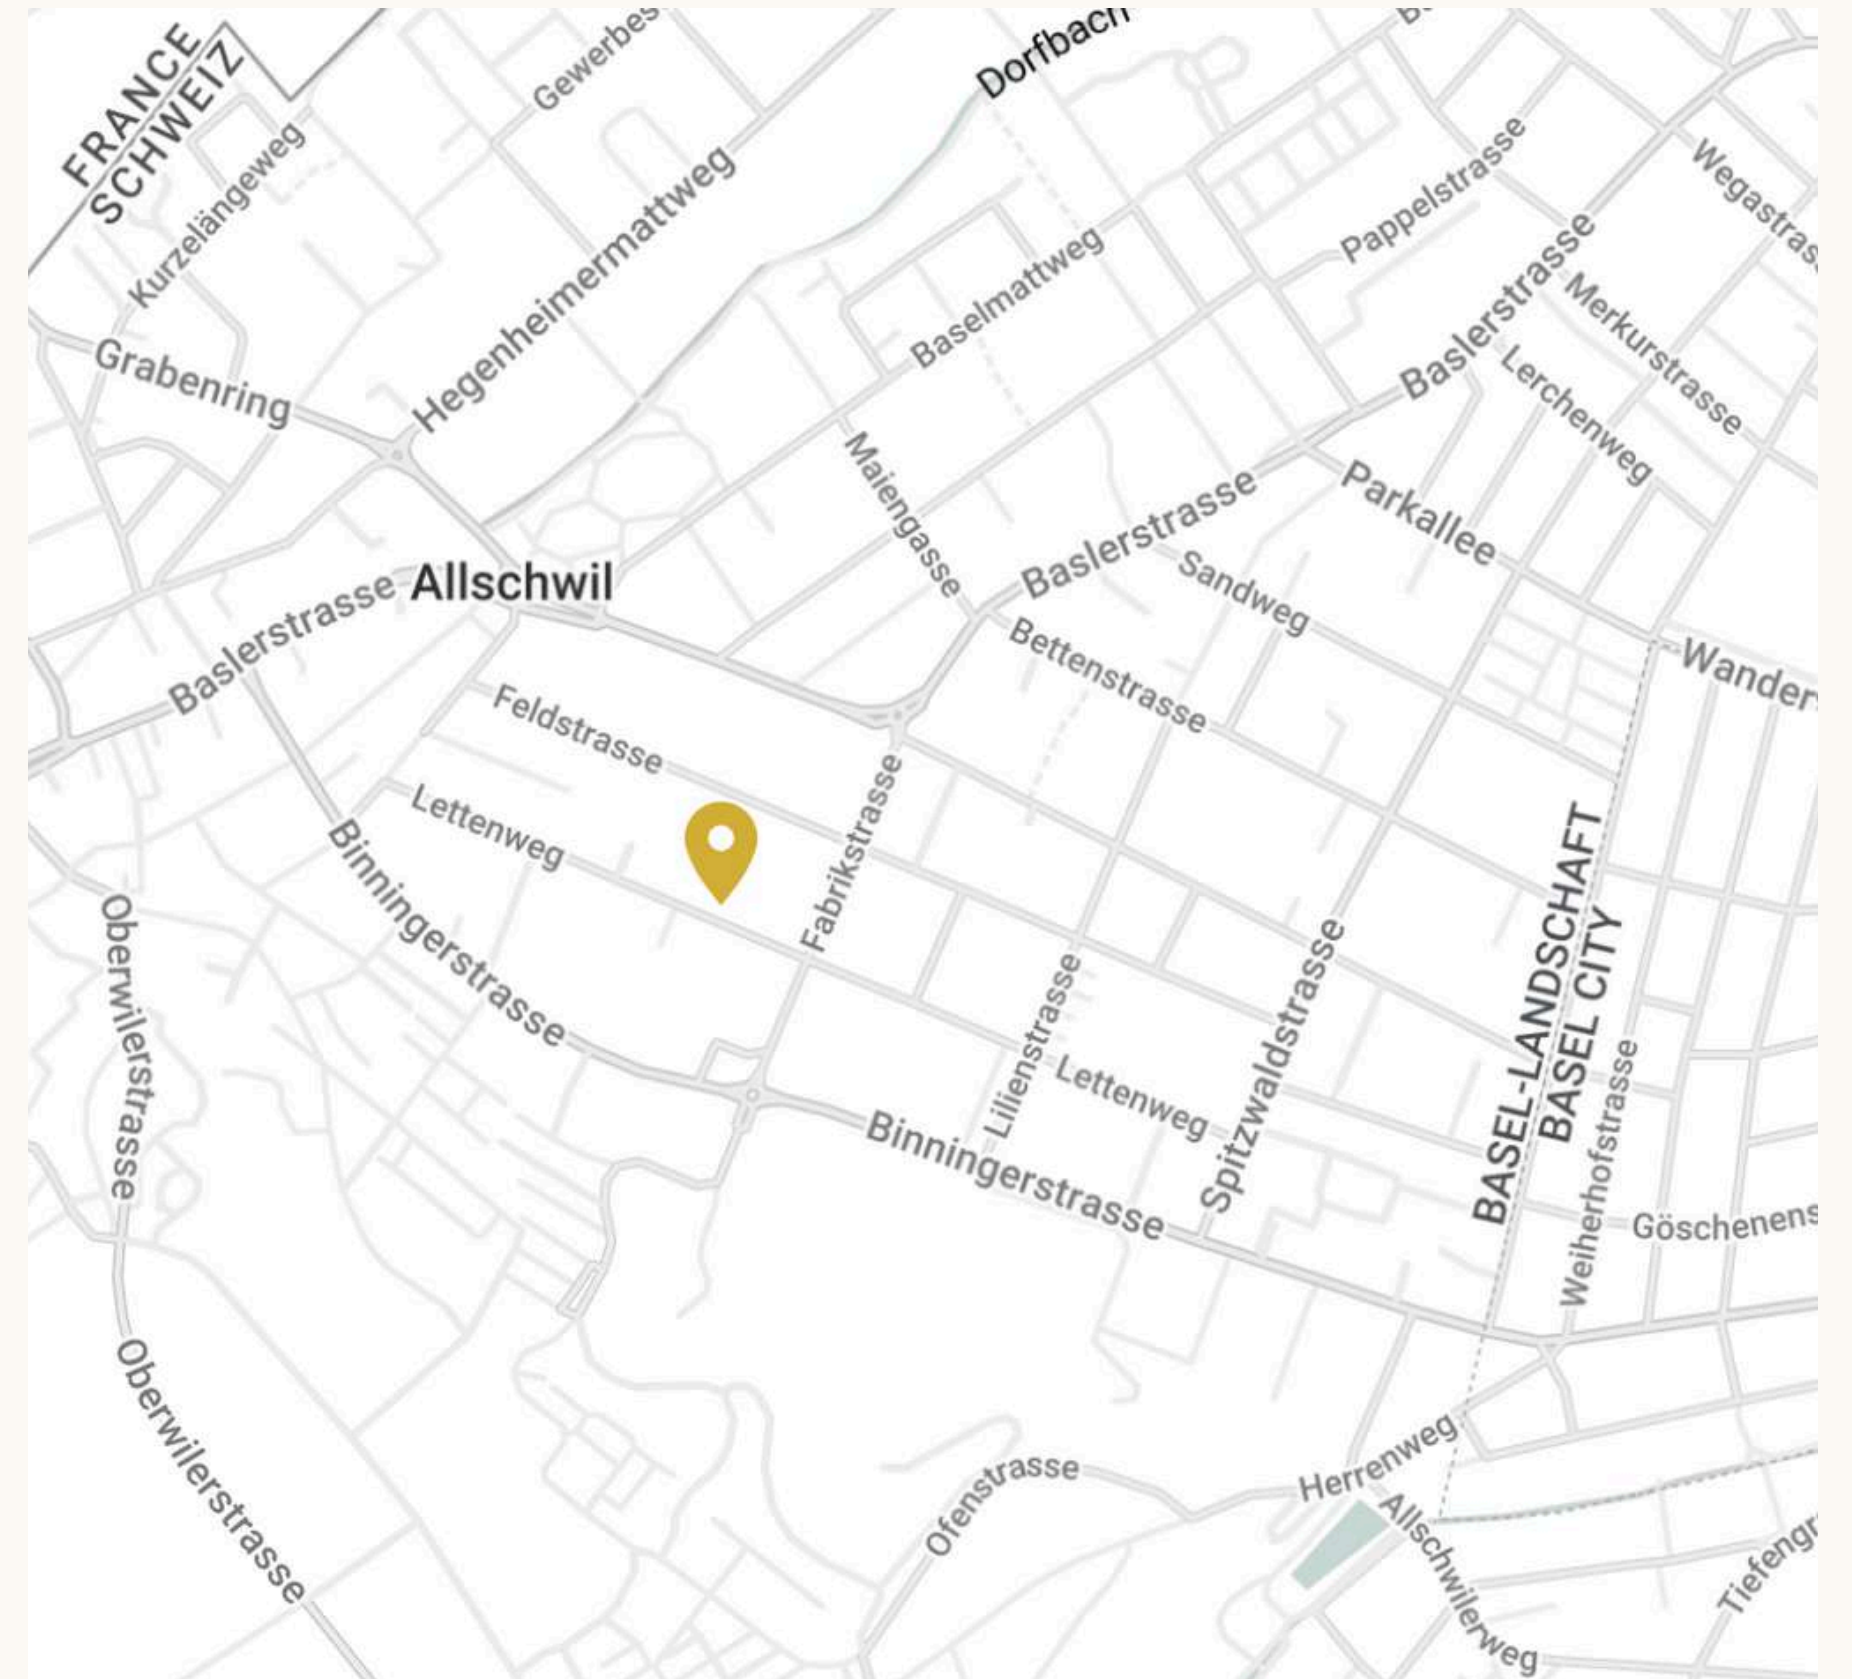 FRANCE
SCHWEIZ
Kurzelängeweg
Gewerbes
Dorfbach
Hegenheimermattweg
Grabenring
Baselmattweg
Pappelstrasse
Wegastras
Baslerstrasse
Merkurstrasse
Lerchenweg
Maiengasse
Parkallee
Baslerstrasse
Sandweg
Allschwil
Baslerstrasse
Bettenstrasse
Wander
Feldstrasse
Lettenweg
Fabrikstrasse
Binningerstrasse
Oberwilerstrasse
Lilienstrasse
Spitzwaldstrasse
BASEL-LANDSCHAFT
BASEL CITY
Weiherhofstrasse
Lettenweg
Binningerstrasse
Göschenens
Oberwilerstrasse
Herrenweg
Ofenstrasse
Allschwilerweg
Tiefengr